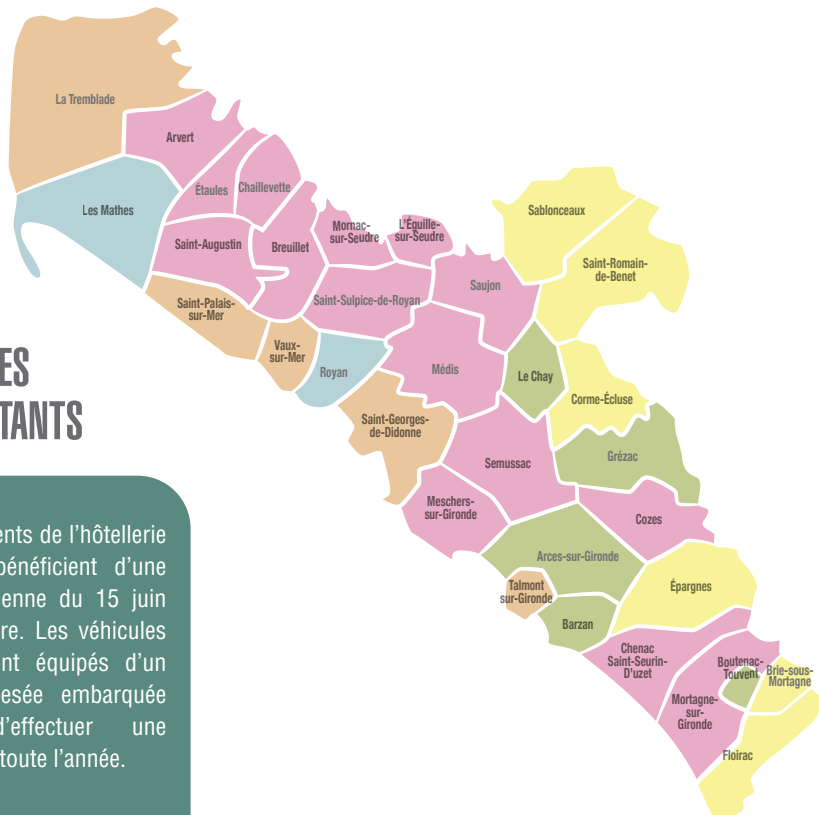 La Tremblade
Arvert
Étaules
Chaillevette
Les Mathes
Saint-Augustin
Breuillet
Mornac-
sur-Seudre
L'Éguille-
sur-Seudre
Sablonceaux
Saint-Romain-
de-Benet
Saujon
Saint-Palais-
sur-Mer
Saint-Sulpice-de-Royan
Vaux-
sur-Mer
Royan
Médis
Le Chay
Corme-Écluse
Saint-Georges-
de-Didonne
Grézac
Semussac
Meschers-
sur-Gironde
Cozes
Arces-sur-Gironde
Talmont
sur-Gironde
Épargnes
Barzan
Chenac
Saint-Seurin-
D'uzet
Boutenac-
Touvent
Brie-sous-
Mortagne
Mortagne-
sur-
Gironde
Floirac
ES
TANTS
ents de l'hôtellerie
bénéficient d'une
ienne du 15 juin
re. Les véhicules
nt équipés d'un
esée embarquée
d'effectuer une
toute l'année.